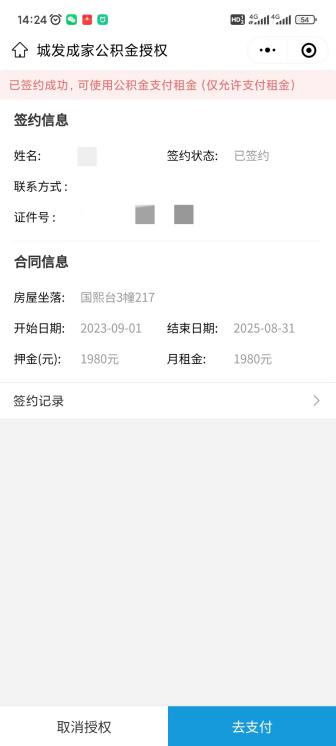 14:24 HD 4G 4G 54
城发成家公积金授权
已签约成功，可使用公积金支付租金（仅允许支付租金）
签约信息
姓名: 签约状态: 已签约
联系方式：
证件号：
合同信息
房屋坐落: 国熙台3幢217
开始日期: 2023-09-01 结束日期: 2025-08-31
押金(元): 1980元 月租金: 1980元
签约记录
取消授权 去支付